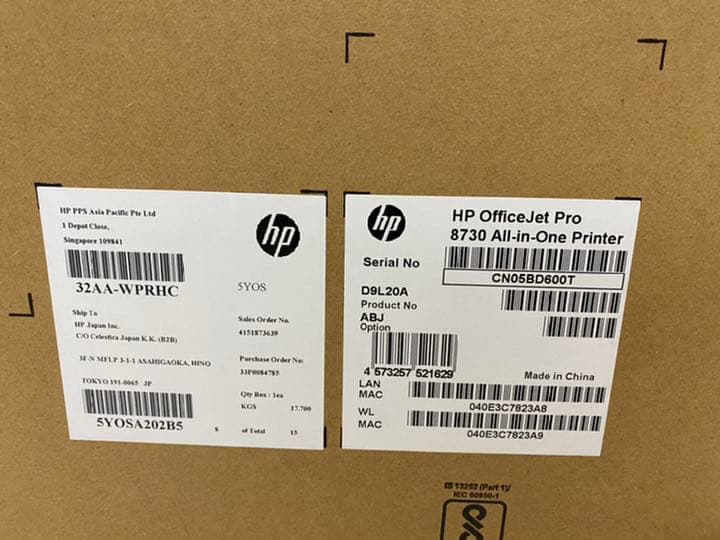 HP PPS Asia Pacific Pte Ltd
1 Depot Close,
Singapore 109841
hp
32AA-WPRHC
5YOS
Ship To
HP Japan Inc.
C/O Celestica Japan K.K. (B2B)
Sales Order No.
4151873639
3F-N MFLP 3-1-1 ASAHIGAOKA, HINO
Purchase Order No:
33P0084785
TOKYO 191-0065 JP
Qty Box : 1ea
KGS 17.700
5YOSA202B5
8 of Total 15
hp
HP OfficeJet Pro
8730 All-in-One Printer
Serial No
CN05BD600T
D9L20A
Product No
ABJ
Option
4 573257 521629
Made in China
LAN
MAC
040E3C7823A8
WL
MAC
040E3C7823A9
IS 13252 (Part 1)/
IEC 60950-1